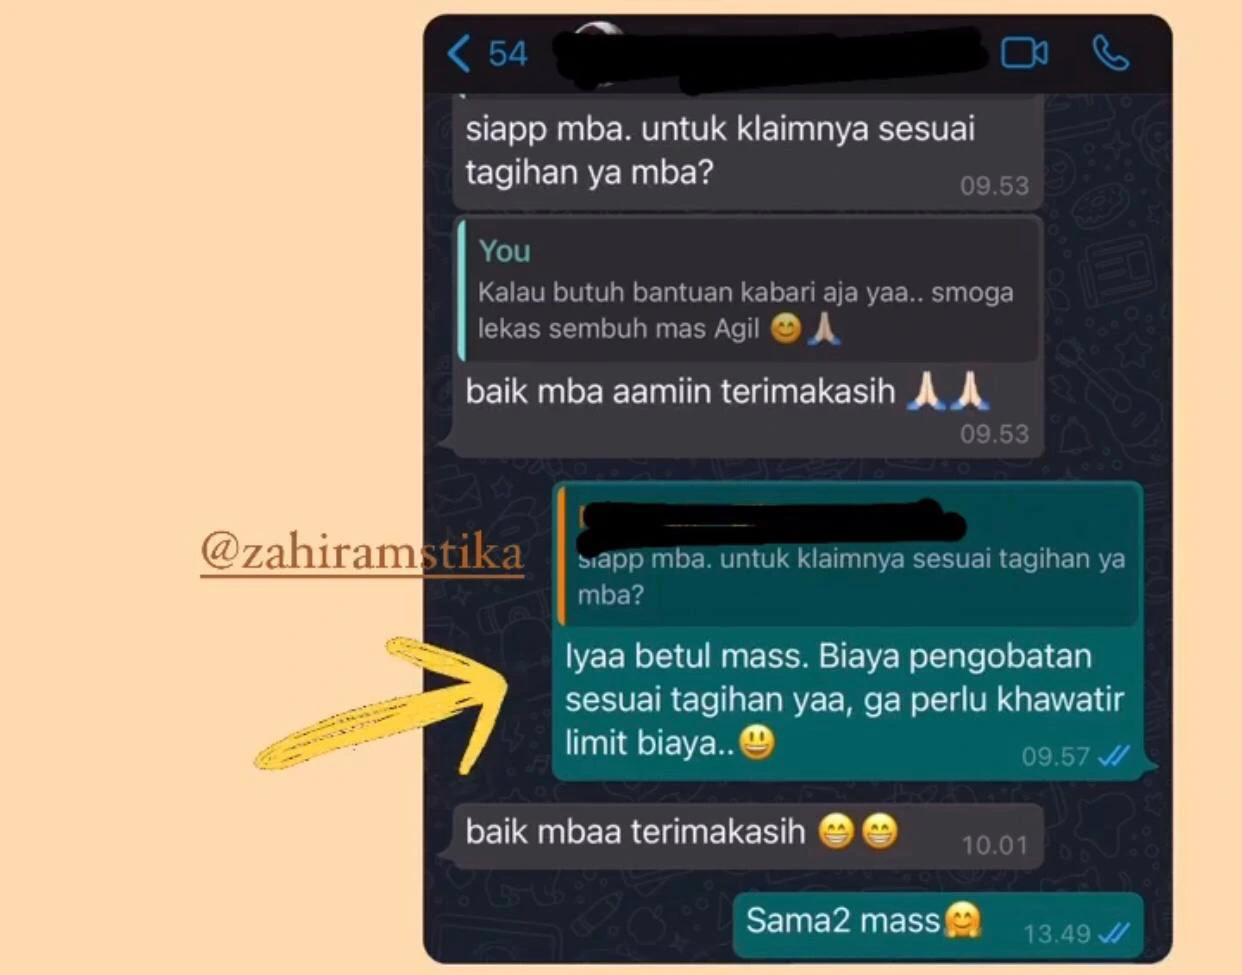 54
siapp mba. untuk klaimnya sesuai
tagihan ya mba?
09.53
You
Kalau butuh bantuan kabari aja yaa.. smoga
lekas sembuh mas Agil 😊🙏🏻
baik mba aamiin terimakasih 🙏🏻🙏🏻
09.53
@zahiramstika
siapp mba. untuk klaimnya sesuai tagihan ya
mba?
Iyaa betul mass. Biaya pengobatan
sesuai tagihan yaa, ga perlu khawatir
limit biaya..😃
09.57
baik mbaa terimakasih 😁😁
10.01
Sama2 mass🤗
13.49